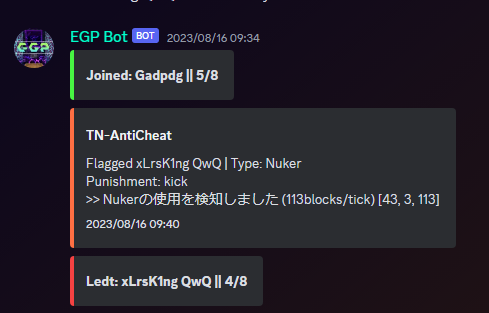 EGP Bot BOT 2023/08/16 09:34
Joined: Gadpdg || 5/8
TN-AntiCheat
Flagged xLrsK1ng QwQ | Type: Nuker
Punishment: kick
>> Nukerの使用を検知しました (113blocks/tick) [43, 3, 113]
2023/08/16 09:40
Ledt: xLrsK1ng QwQ || 4/8